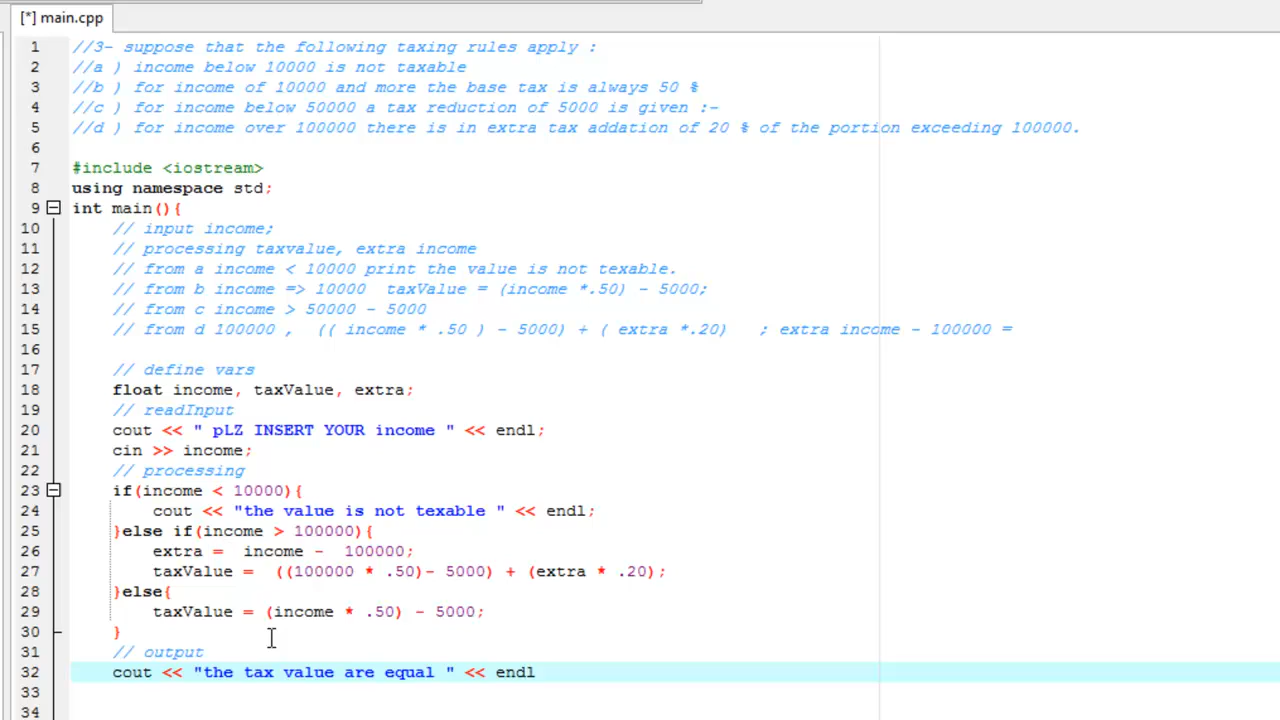 [*] main.cpp
1 //3- suppose that the following taxing rules apply :
2 //a ) income below 10000 is not taxable
3 //b ) for income of 10000 and more the base tax is always 50 %
4 //c ) for income below 50000 a tax reduction of 5000 is given :-
5 //d ) for income over 100000 there is in extra tax addation of 20 % of the portion exceeding 100000.
6
7 #include <iostream>
8 using namespace std;
9 int main(){
10 // input income;
11 // processing taxvalue, extra income
12 // from a income < 10000 print the value is not texable.
13 // from b income => 10000  taxValue = (income *.50) - 5000;
14 // from c income > 50000 - 5000
15 // from d 100000 ,  (( income * .50 ) - 5000) + ( extra *.20)   ; extra income - 100000 =
16
17 // define vars
18 float income, taxValue, extra;
19 // readInput
20 cout << " pLZ INSERT YOUR income " << endl;
21 cin >> income;
22 // processing
23 if(income < 10000){
24 cout << "the value is not texable " << endl;
25 }else if(income > 100000){
26 extra =  income -  100000;
27 taxValue =  ((100000 * .50)- 5000) + (extra * .20);
28 }else{
29 taxValue = (income * .50) - 5000;
30 }
31 // output
32 cout << "the tax value are equal " << endl
33
34